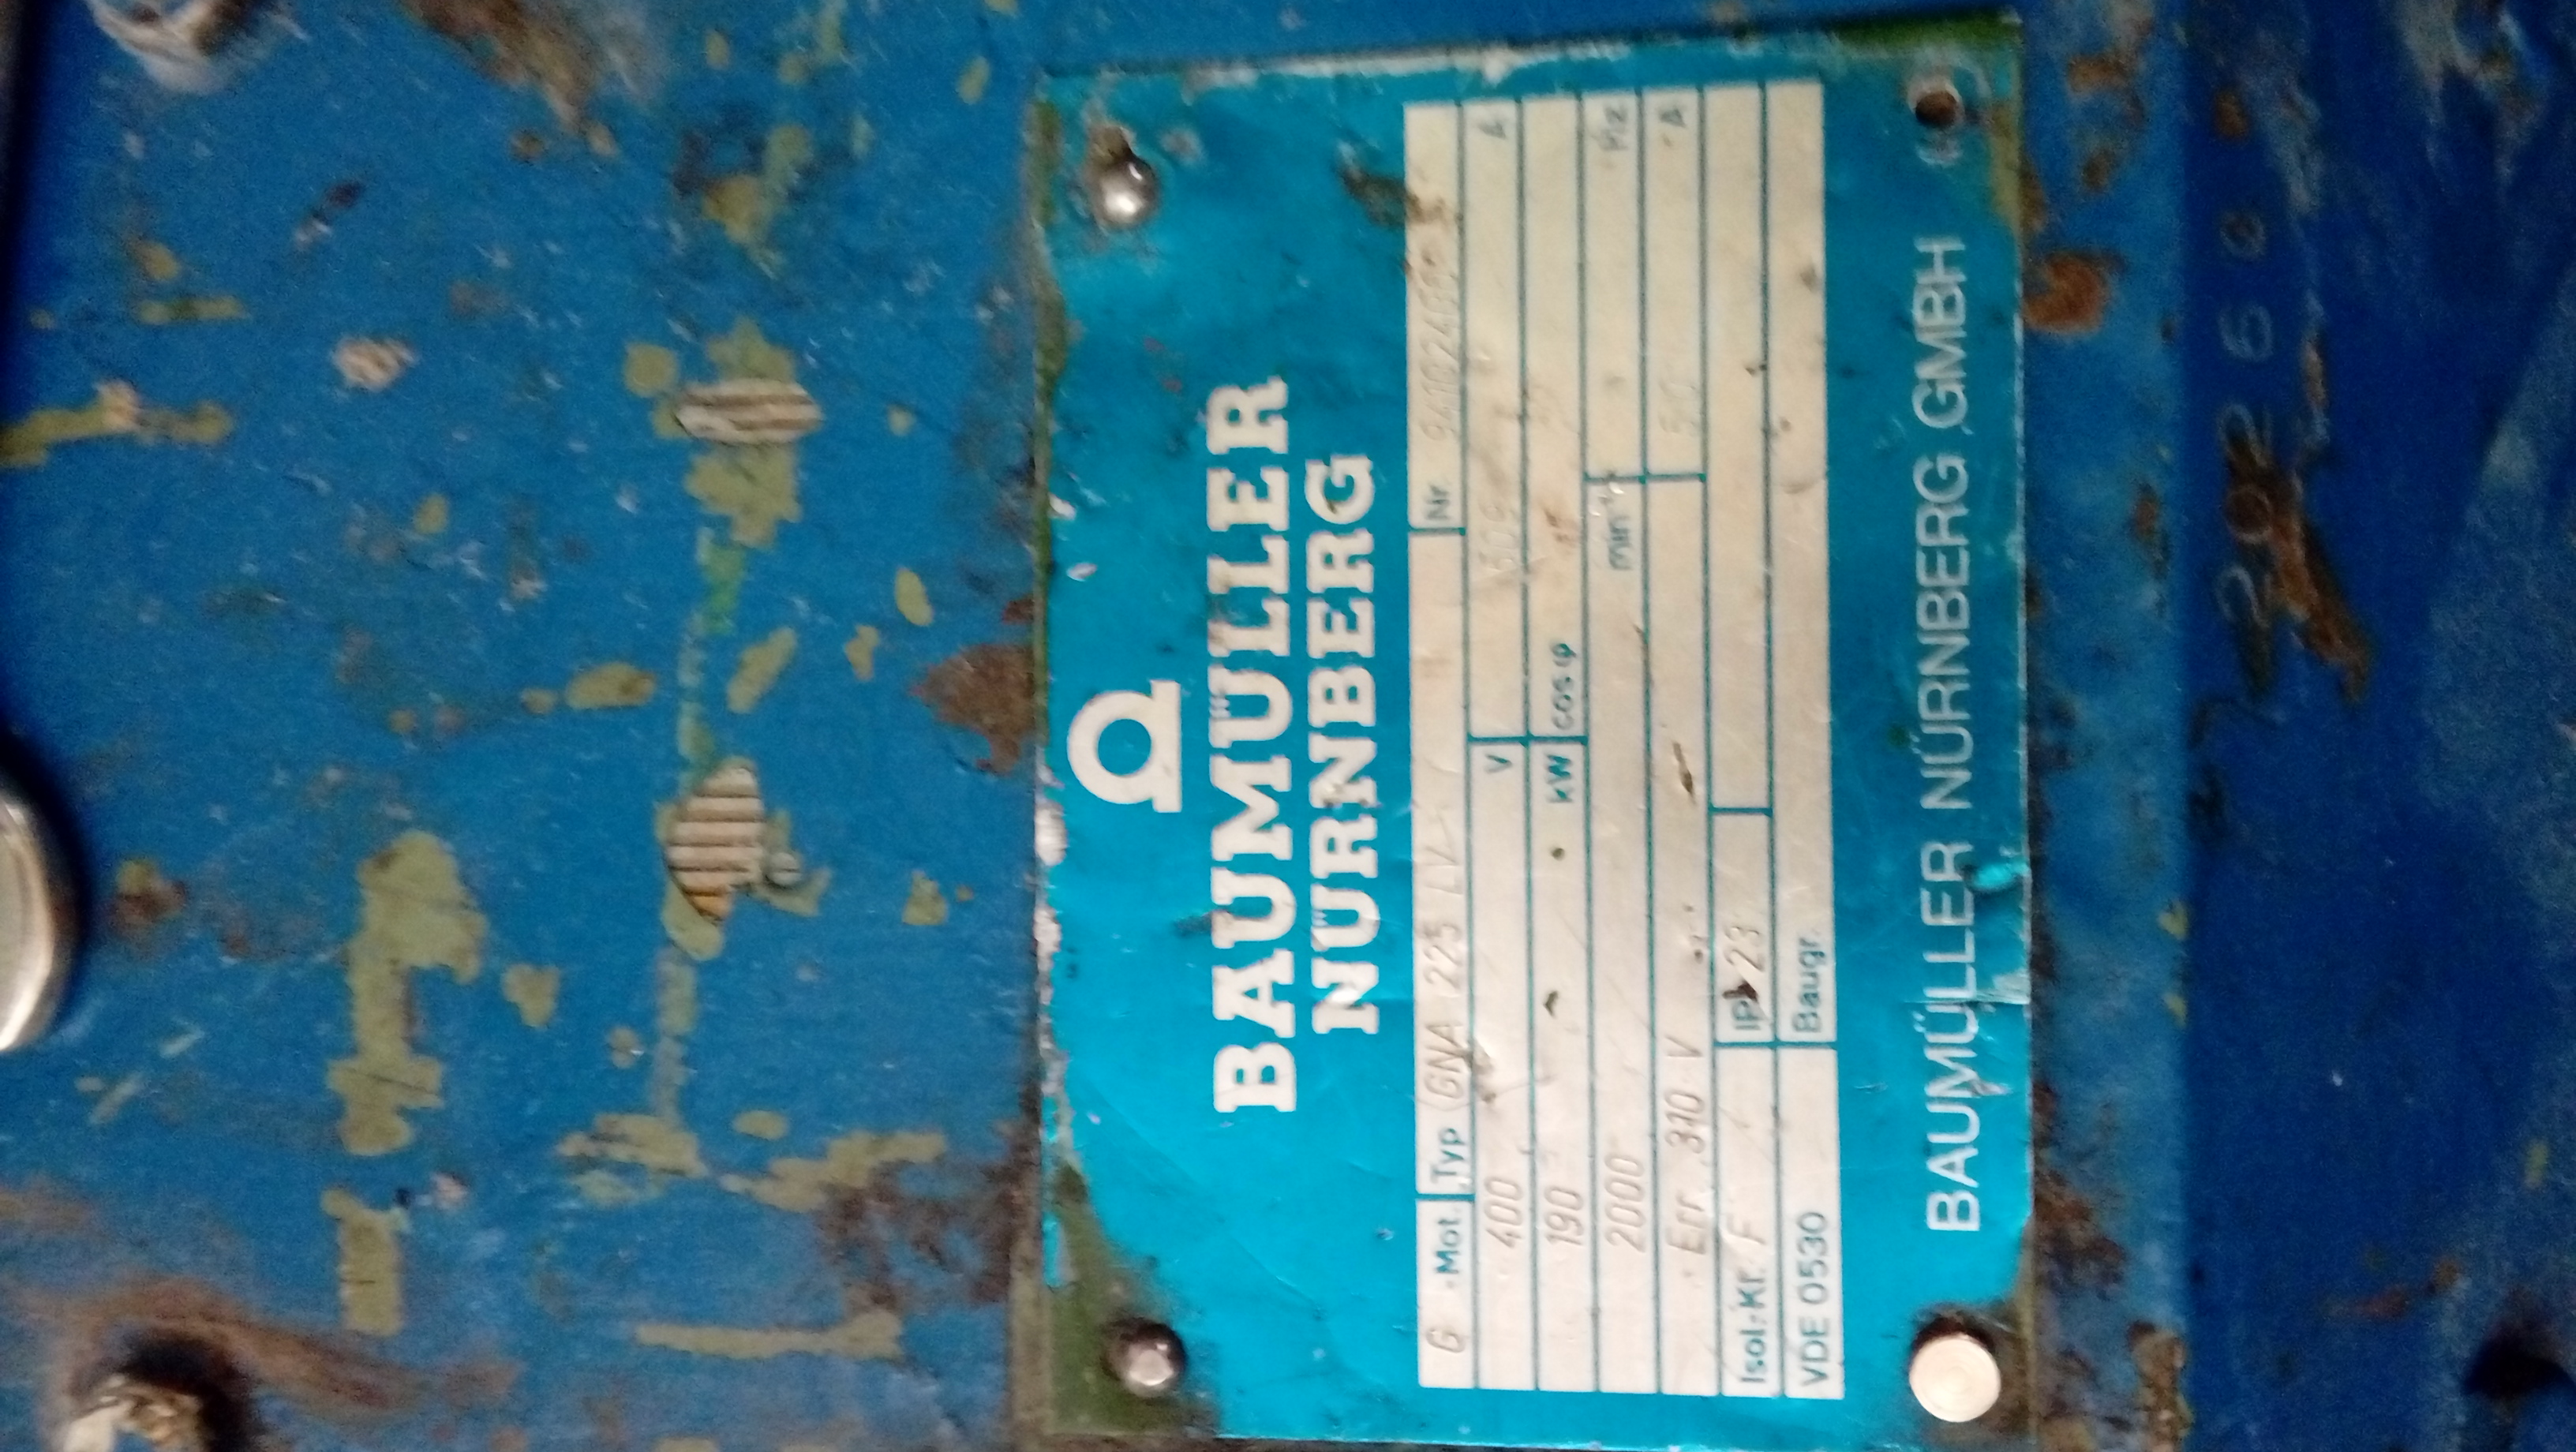 BAUMÜLLER
NÜRNBERG
G -Mot. Typ GNA 225 LV Nr.
400 V A
190 kW cos φ
2000 min⁻¹ Hz
Err 310 V A
Isol.-Kl. F IP 23
VDE 0530 Baugr.
BAUMÜLLER NÜRNBERG GMBH